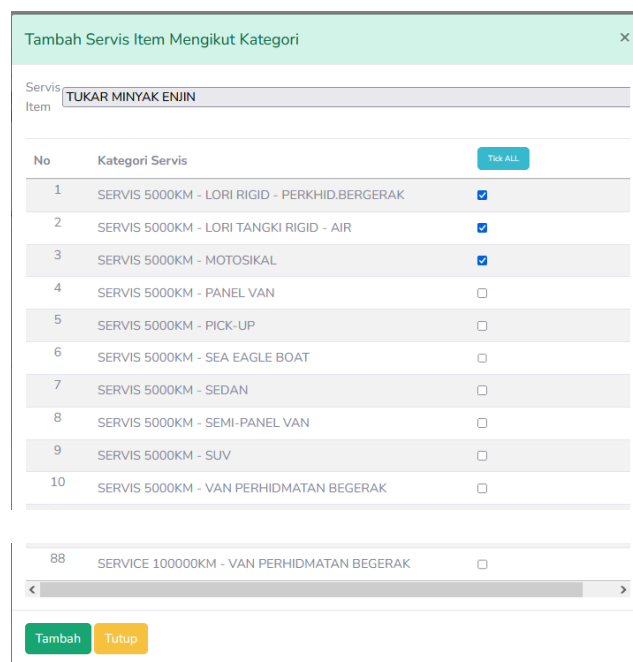 Tambah Servis Item Mengikut Kategori ×
Servis Item TUKAR MINYAK ENJIN
No Kategori Servis Tick ALL
1 SERVIS 5000KM - LORI RIGID - PERKHID.BERGERAK
2 SERVIS 5000KM - LORI TANGKI RIGID - AIR
3 SERVIS 5000KM - MOTOSIKAL
4 SERVIS 5000KM - PANEL VAN
5 SERVIS 5000KM - PICK-UP
6 SERVIS 5000KM - SEA EAGLE BOAT
7 SERVIS 5000KM - SEDAN
8 SERVIS 5000KM - SEMI-PANEL VAN
9 SERVIS 5000KM - SUV
10 SERVIS 5000KM - VAN PERHIDMATAN BEGERAK
88 SERVICE 100000KM - VAN PERHIDMATAN BEGERAK
Tambah Tutup